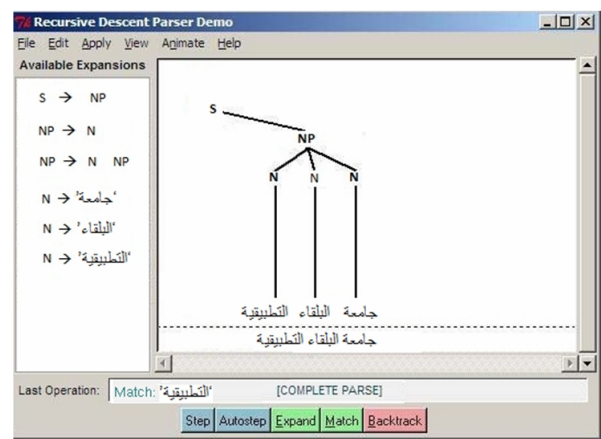 Recursive Descent Parser Demo
File Edit Apply View Animate Help
Available Expansions
S → NP
NP → N
NP → N NP
N → 'جامعة'
N → 'البلقاء'
N → 'التطبيقية'
S
NP
N N N
جامعة البلقاء التطبيقية
جامعة البلقاء التطبيقية
Last Operation: Match: 'التطبيقية' [COMPLETE PARSE]
Step Autostep Expand Match Backtrack